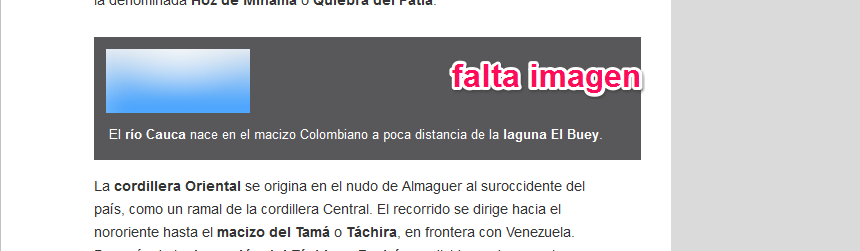 la denominada Hoz de Minamá o Quiebra del Patía.
falta imagen
El río Cauca nace en el macizo Colombiano a poca distancia de la laguna El Buey.
La cordillera Oriental se origina en el nudo de Almaguer al suroccidente del
país, como un ramal de la cordillera Central. El recorrido se dirige hacia el
nororiente hasta el macizo del Tamá o Táchira, en frontera con Venezuela.